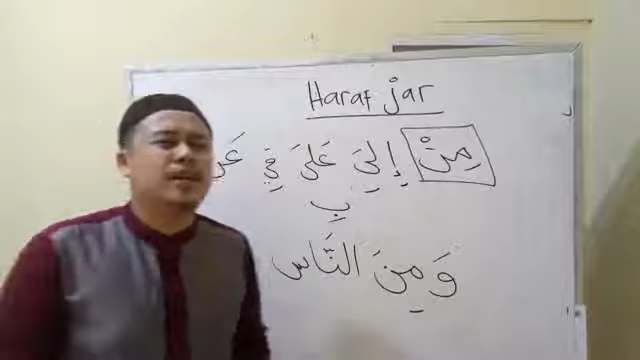 Haraf jar
مِنْ إِلَى عَلَى فِي
بِ
وَ مِنَ النَّاس